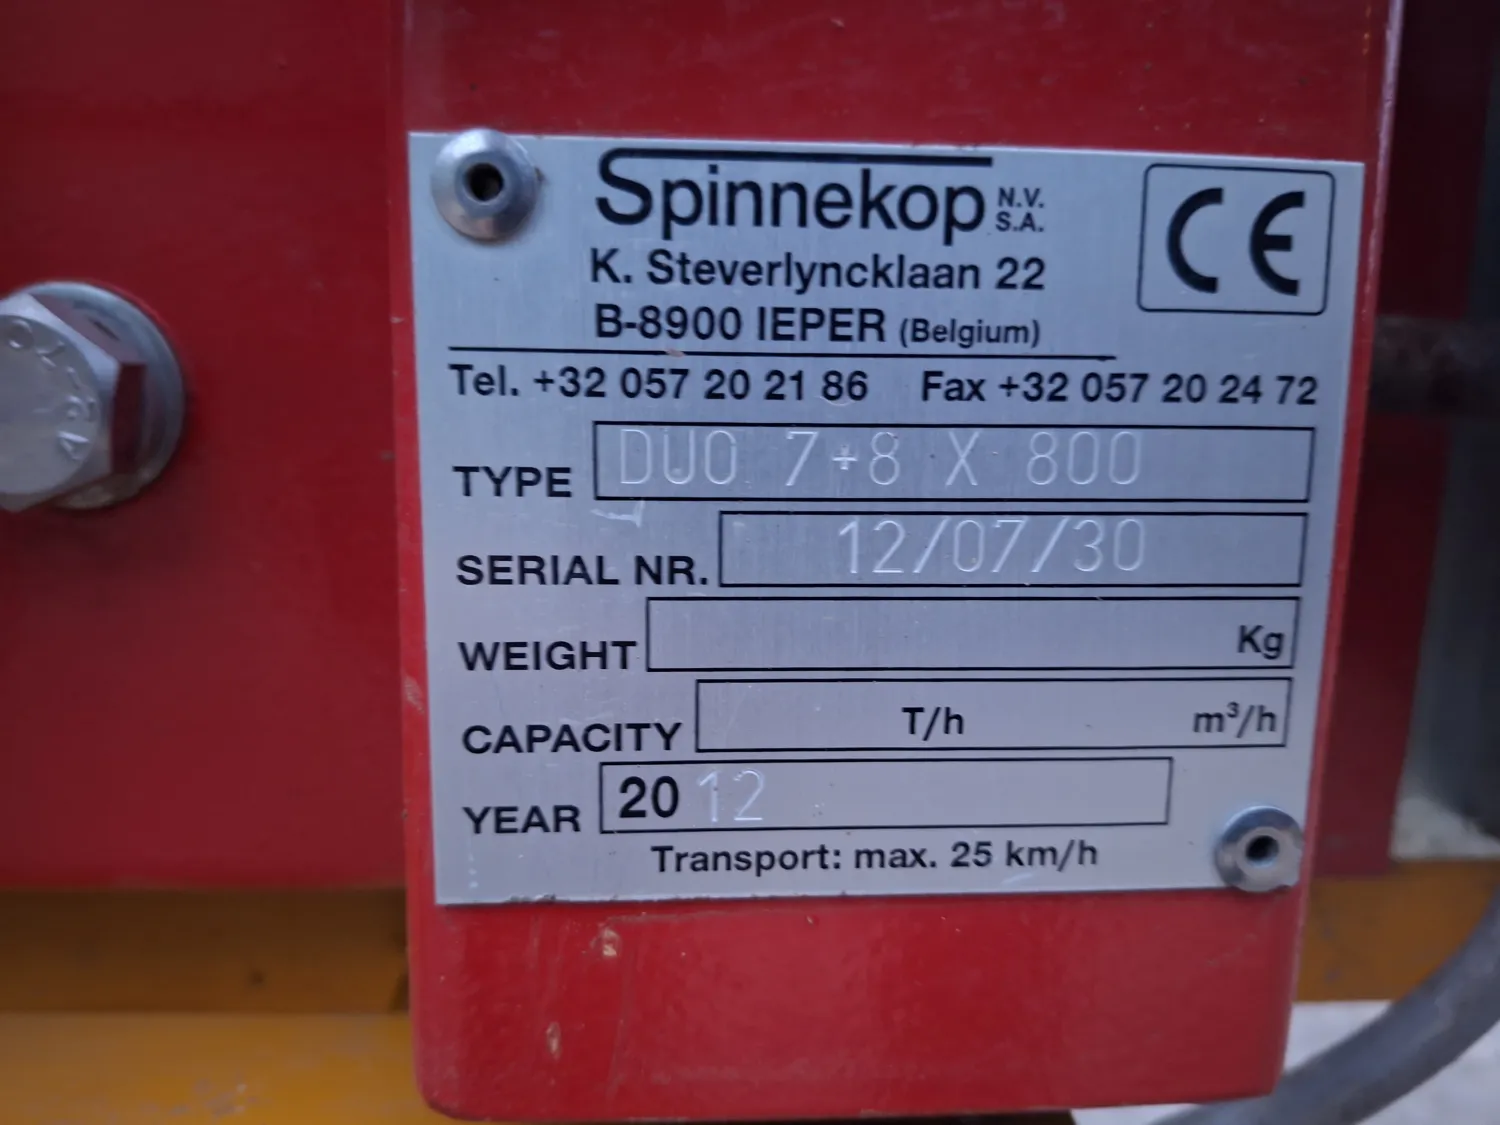 Spinnekop N.V. S.A.
K. Steverlyncklaan 22
B-8900 IEPER (Belgium)
Tel. +32 057 20 21 86 Fax +32 057 20 24 72
TYPE DUO 7+8 X 800
SERIAL NR. 12/07/30
WEIGHT Kg
CAPACITY T/h m³/h
YEAR 2012
Transport: max. 25 km/h
CE